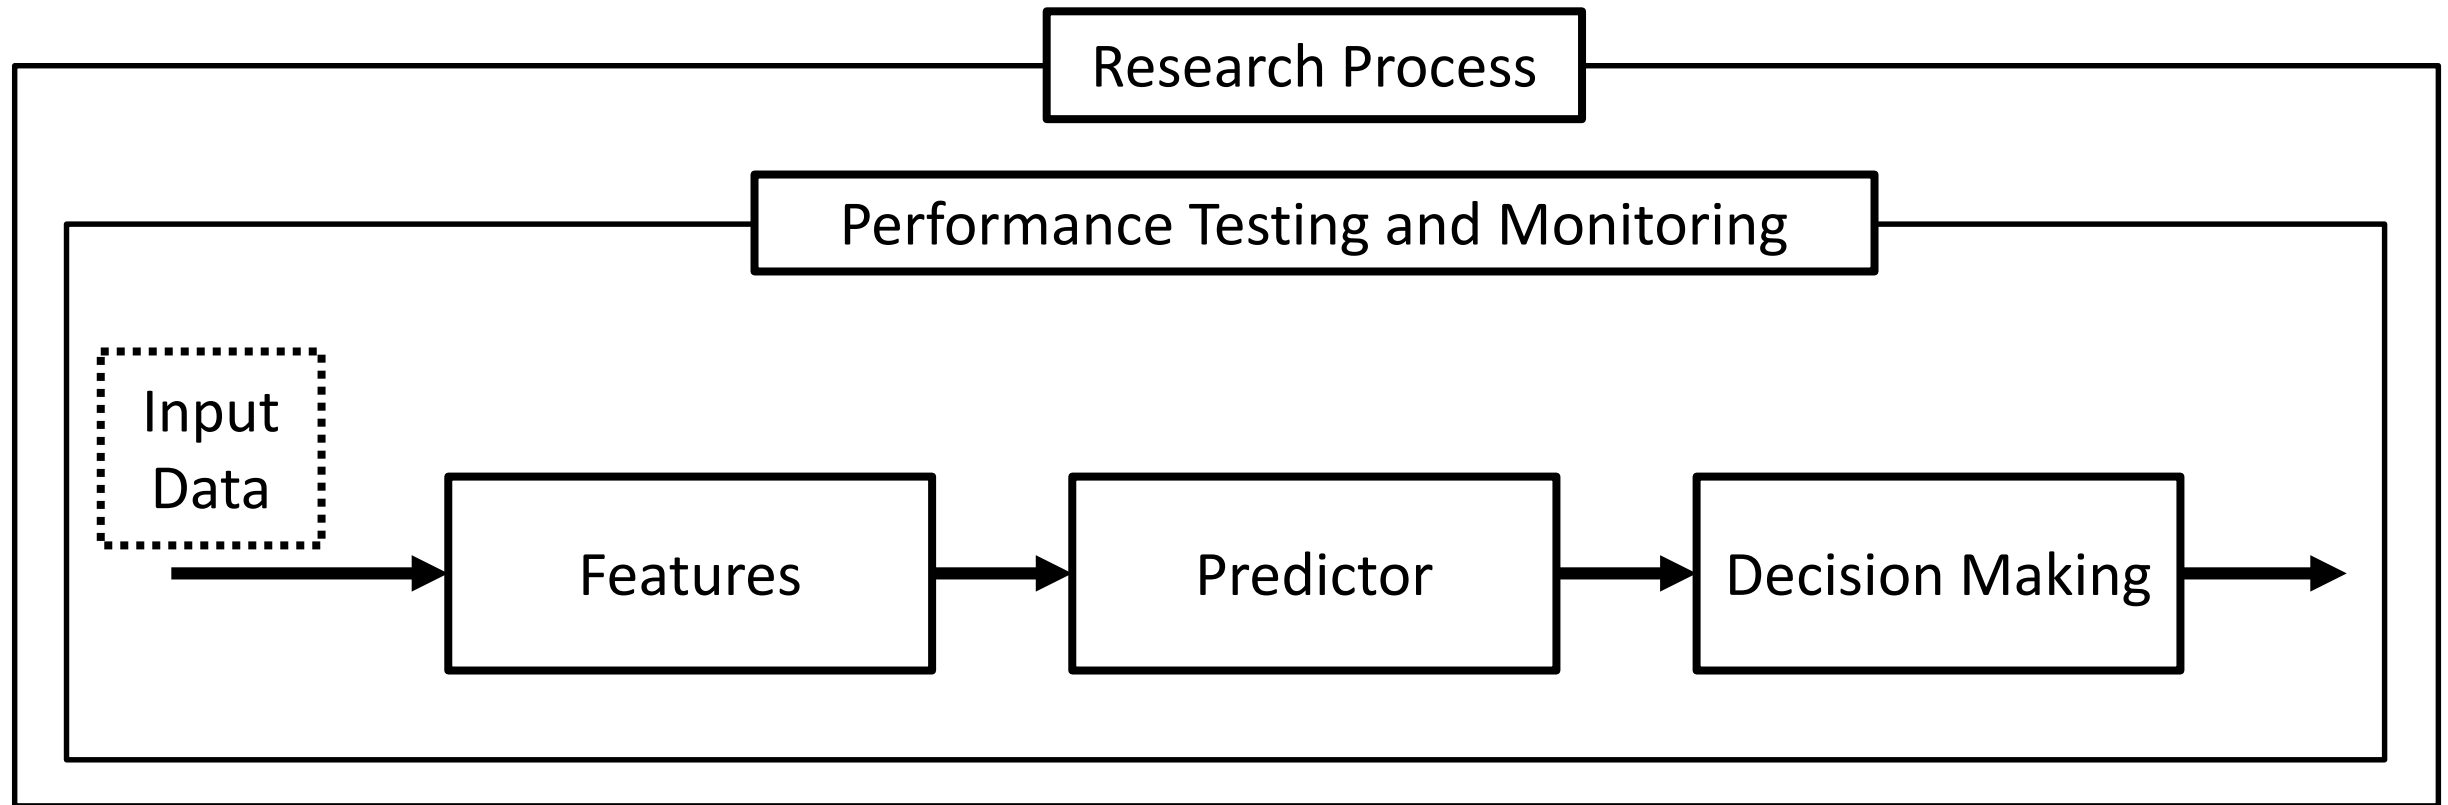 Research Process
Performance Testing and Monitoring
Input
Data
Features
Predictor
Decision Making